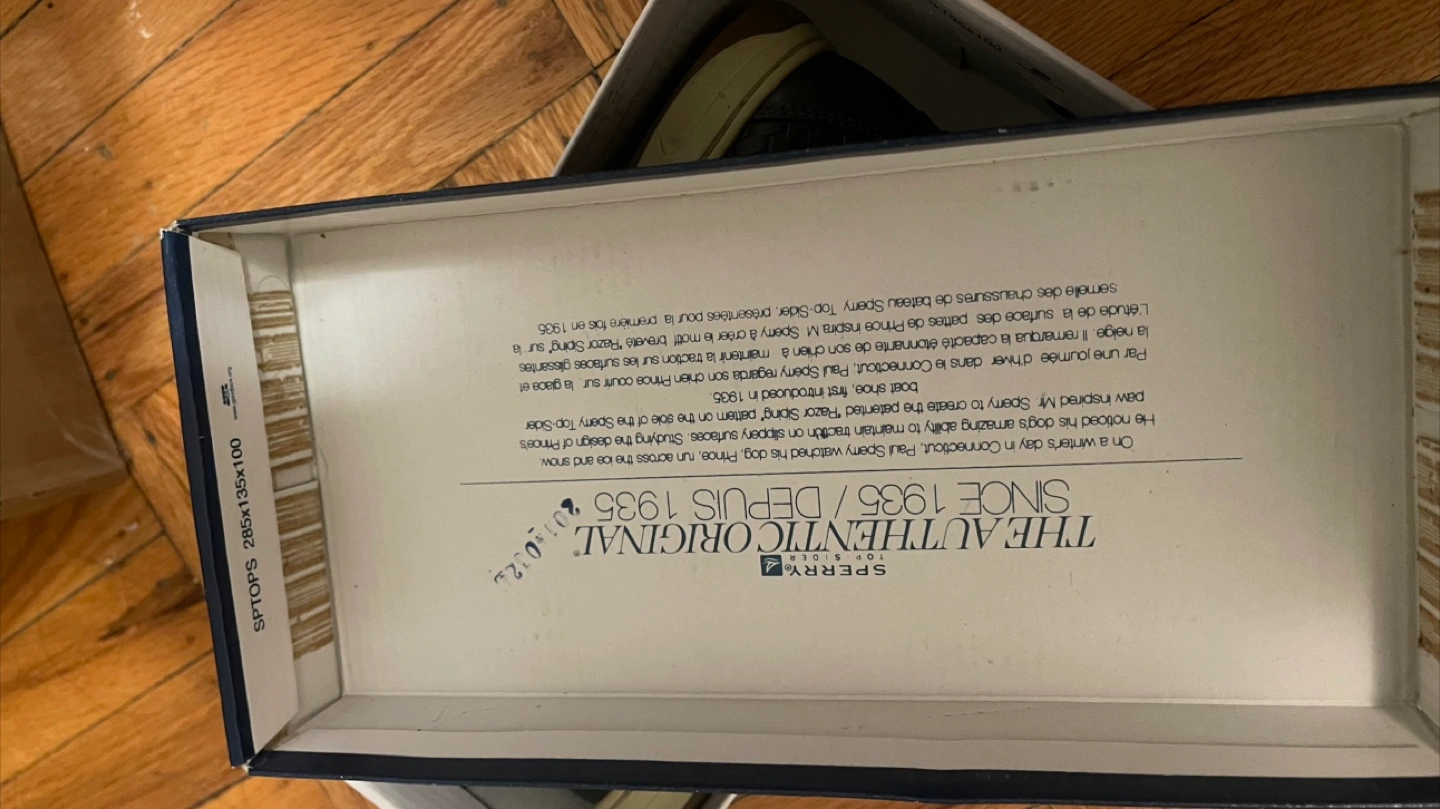 SPERRY®
TOP-SIDER
THE AUTHENTIC ORIGINAL®
SINCE 1935 / DEPUIS 1935
On a winter's day in Connecticut, Paul Sperry watched his dog, Prince, run across the ice and snow.
He noticed his dog's amazing ability to maintain traction on slippery surfaces. Studying the design of Prince's
paw inspired Mr. Sperry to create the patented "Razor Siping" pattern on the sole of the Sperry Top-Sider
boat shoe, first introduced in 1935.
Par une journée d'hiver dans le Connecticut, Paul Sperry regarda son chien Prince courir sur la glace et
la neige. Il remarqua la capacité étonnante de son chien à maintenir la traction sur les surfaces glissantes
L'étude de la surface des pattes de Prince inspira M. Sperry à créer le motif breveté "Razor Siping" sur la
semelle des chaussures de bateau Sperry Top-Sider, présentées pour la première fois en 1935
SPTOPS 285x135x100